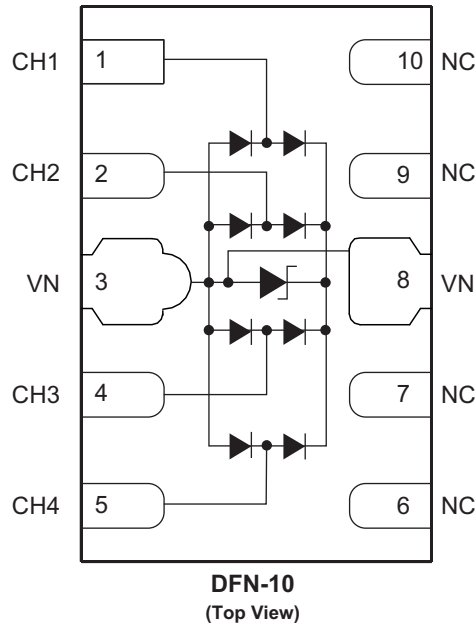 CH1 1 10 NC
CH2 2 9 NC
VN 3 8 VN
CH3 4 7 NC
CH4 5 6 NC
DFN-10
(Top View)